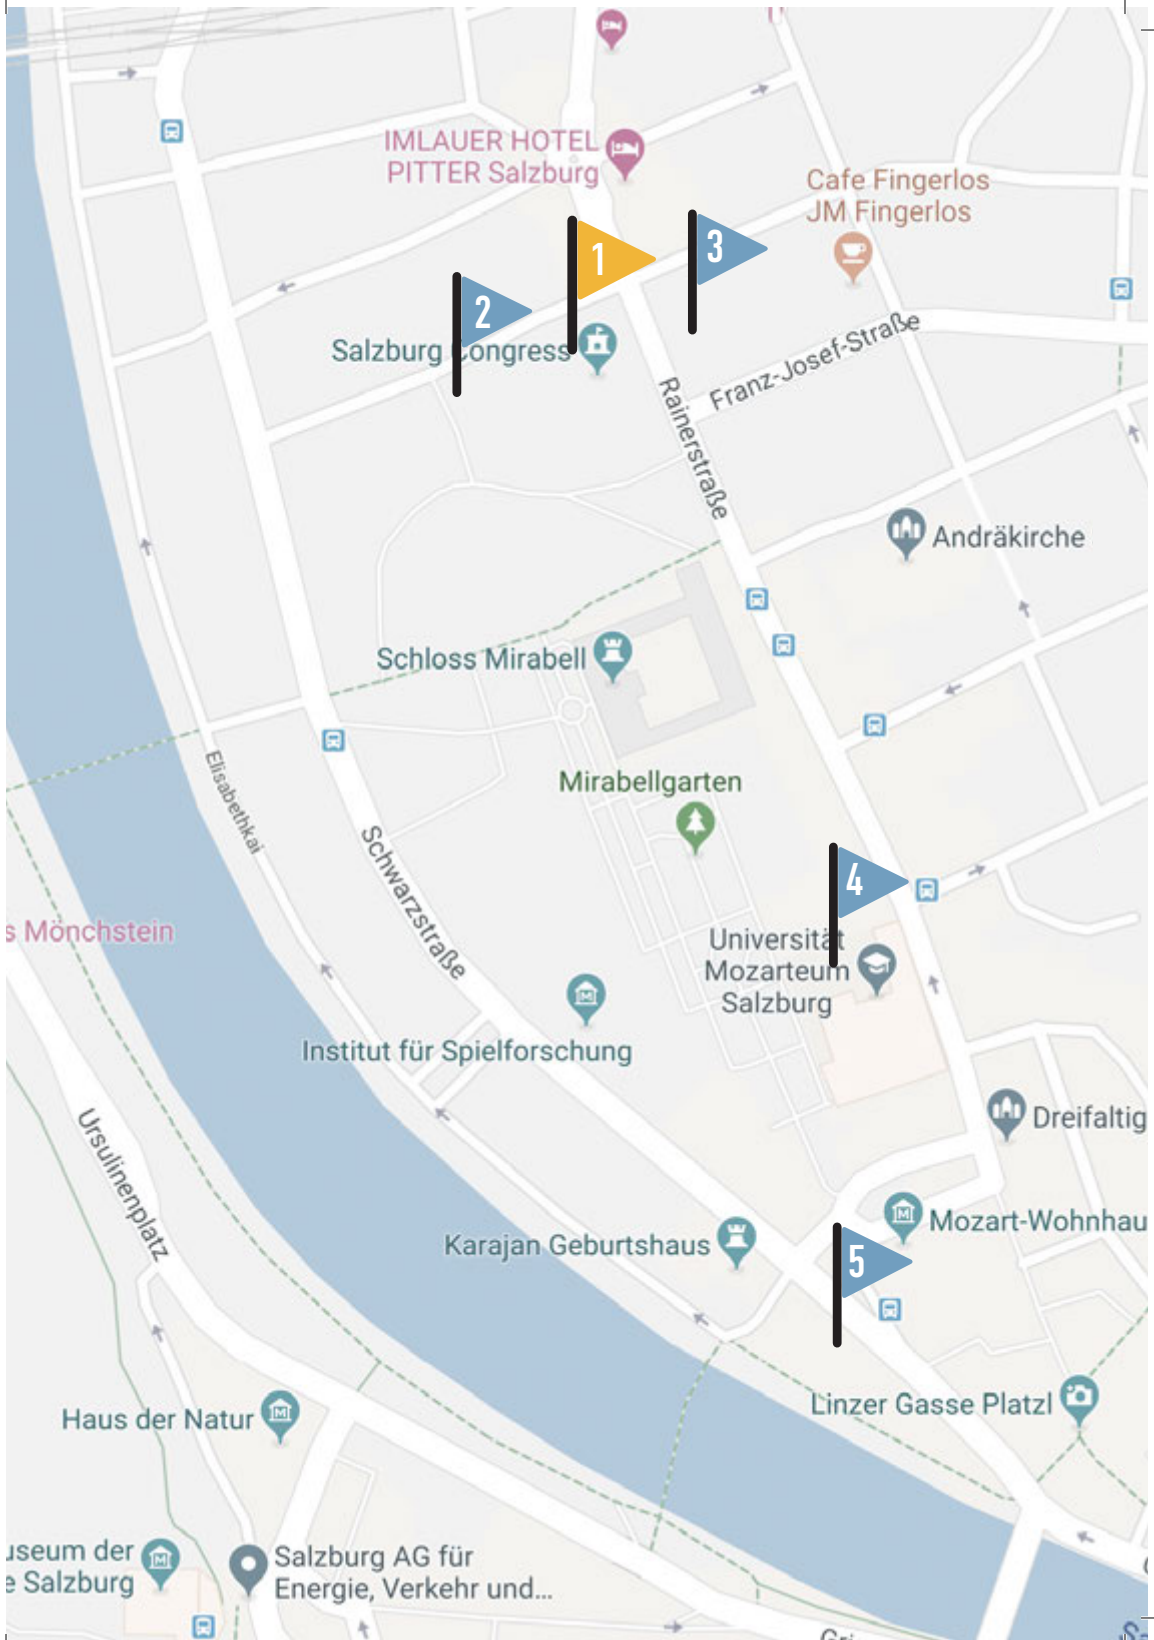 IMLAUER HOTEL
PITTER Salzburg
Cafe Fingerlos
JM Fingerlos
1
3
2
Salzburg Congress
Franz-Josef-Straße
Rainerstraße
Andräkirche
Schloss Mirabell
Elisabethkai
Mirabellgarten
Schwarzstraße
4
s Mönchstein
Universität
Mozarteum
Salzburg
Institut für Spielforschung
Ursulinenplatz
Dreifaltig
Mozart-Wohnhau
Karajan Geburtshaus
5
Linzer Gasse Platzl
Haus der Natur
useum der
e Salzburg
Salzburg AG für
Energie, Verkehr und...